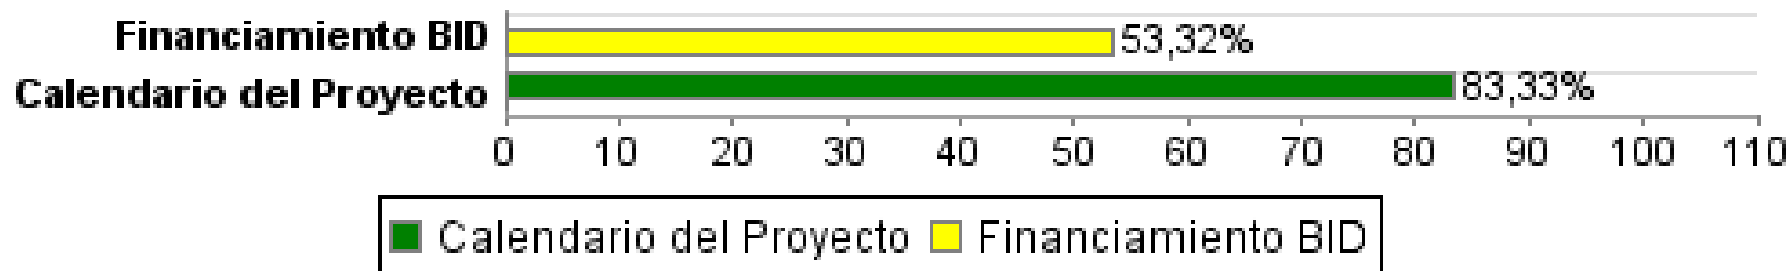 Financiamiento BID 53,32%
Calendario del Proyecto 83,33%
0 10 20 30 40 50 60 70 80 90 100 110
Calendario del Proyecto Financiamiento BID